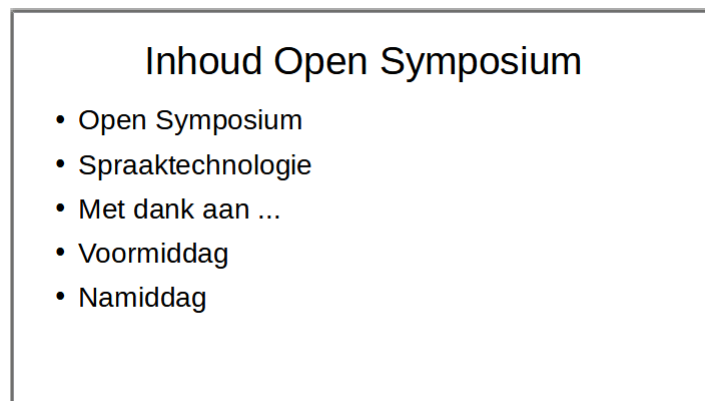 Inhoud Open Symposium
• Open Symposium
• Spraaktechnologie
• Met dank aan ...
• Voormiddag
• Namiddag